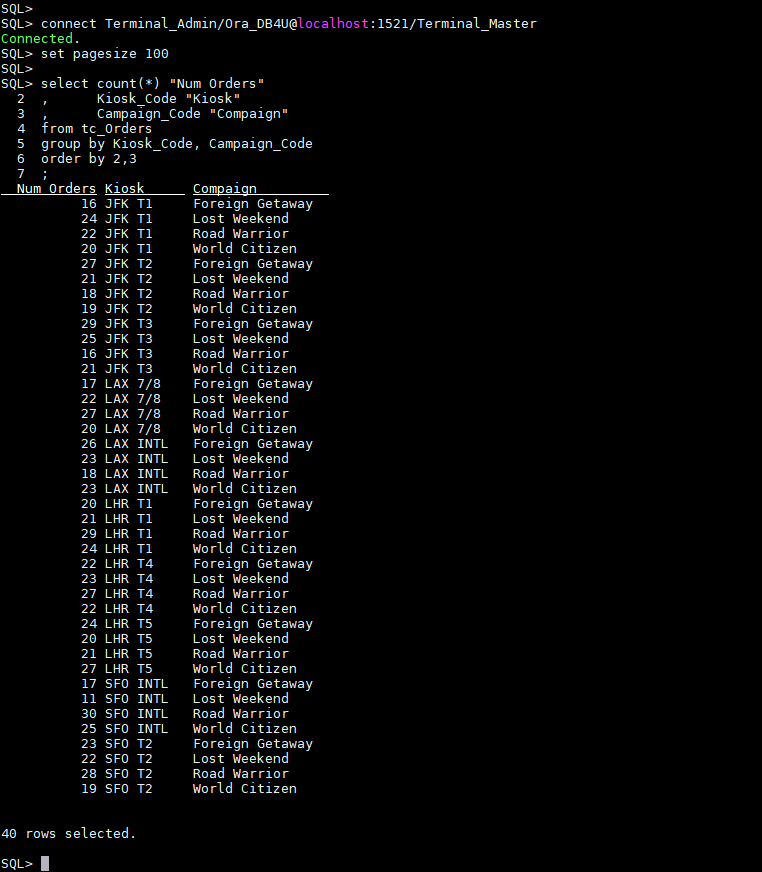 SQL>
SQL> connect Terminal_Admin/Ora_DB4U@localhost:1521/Terminal_Master
Connected.
SQL> set pagesize 100
SQL>
SQL> select count(*) "Num Orders"
  2  ,      Kiosk_Code "Kiosk"
  3  ,      Campaign_Code "Compaign"
  4  from tc_Orders
  5  group by Kiosk_Code, Campaign_Code
  6  order by 2,3
  7  ;
  Num Orders Kiosk      Compaign
          16 JFK T1     Foreign Getaway
          24 JFK T1     Lost Weekend
          22 JFK T1     Road Warrior
          20 JFK T1     World Citizen
          27 JFK T2     Foreign Getaway
          21 JFK T2     Lost Weekend
          18 JFK T2     Road Warrior
          19 JFK T2     World Citizen
          29 JFK T3     Foreign Getaway
          25 JFK T3     Lost Weekend
          16 JFK T3     Road Warrior
          21 JFK T3     World Citizen
          17 LAX 7/8    Foreign Getaway
          22 LAX 7/8    Lost Weekend
          27 LAX 7/8    Road Warrior
          20 LAX 7/8    World Citizen
          26 LAX INTL   Foreign Getaway
          23 LAX INTL   Lost Weekend
          18 LAX INTL   Road Warrior
          23 LAX INTL   World Citizen
          20 LHR T1     Foreign Getaway
          21 LHR T1     Lost Weekend
          29 LHR T1     Road Warrior
          24 LHR T1     World Citizen
          22 LHR T4     Foreign Getaway
          23 LHR T4     Lost Weekend
          27 LHR T4     Road Warrior
          22 LHR T4     World Citizen
          24 LHR T5     Foreign Getaway
          20 LHR T5     Lost Weekend
          21 LHR T5     Road Warrior
          27 LHR T5     World Citizen
          17 SFO INTL   Foreign Getaway
          11 SFO INTL   Lost Weekend
          30 SFO INTL   Road Warrior
          25 SFO INTL   World Citizen
          23 SFO T2     Foreign Getaway
          22 SFO T2     Lost Weekend
          28 SFO T2     Road Warrior
          19 SFO T2     World Citizen
40 rows selected.
SQL>